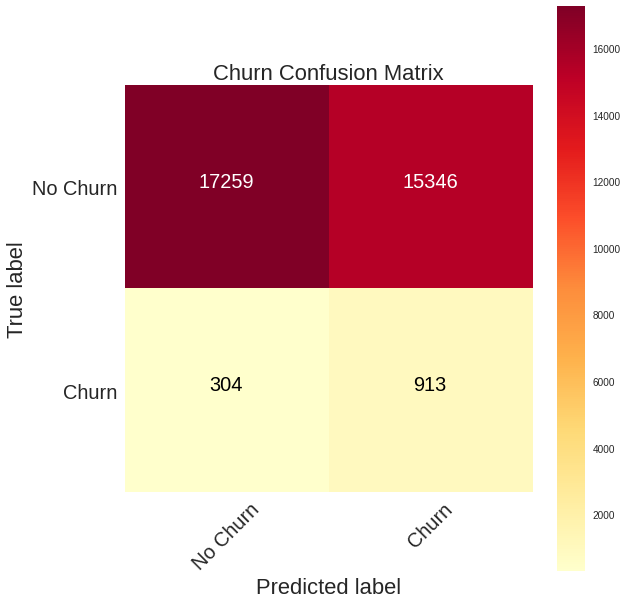 Churn Confusion Matrix
True label
No Churn
17259
15346
Churn
304
913
No Churn
Churn
Predicted label
16000
14000
12000
10000
8000
6000
4000
2000